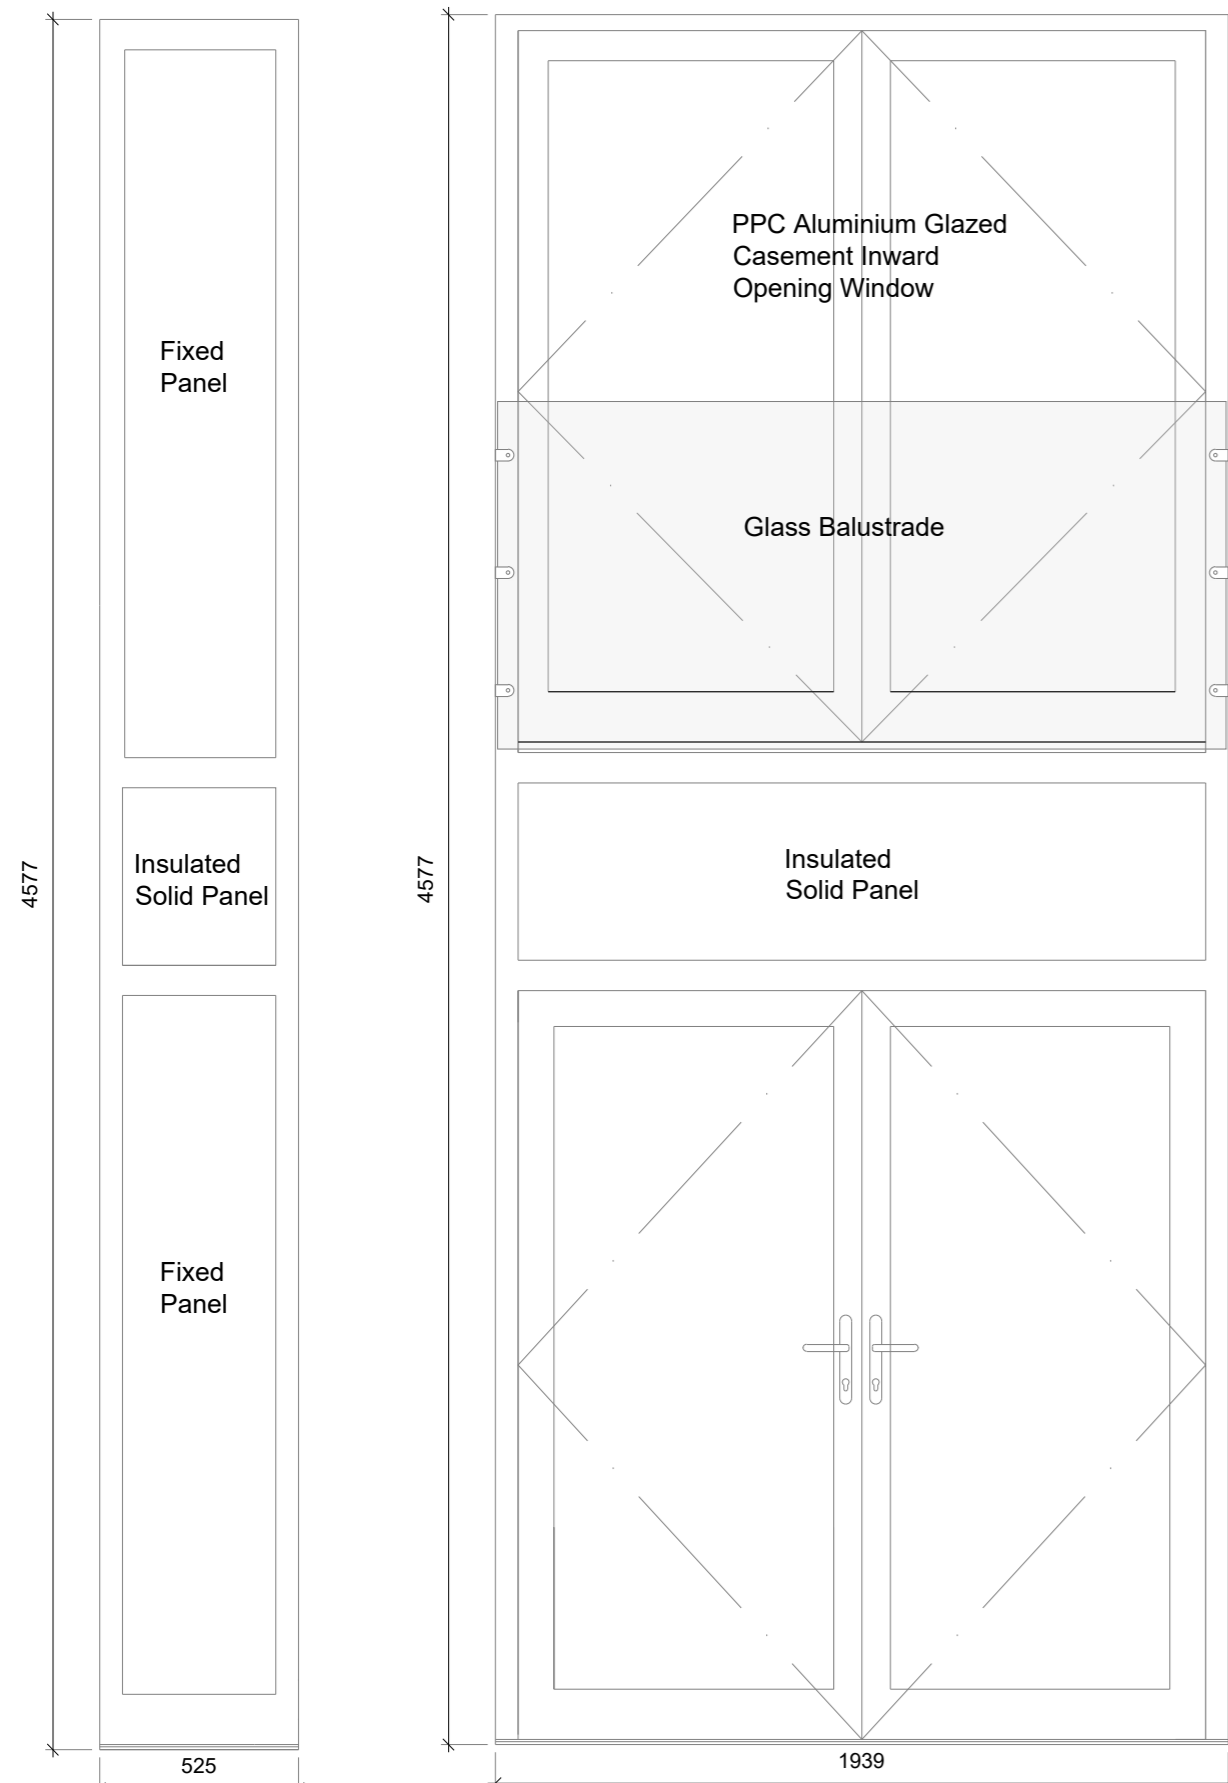 Fixed
Panel
Insulated
Solid Panel
Fixed
Panel
4577
525
PPC Aluminium Glazed
Casement Inward
Opening Window
Glass Balustrade
Insulated
Solid Panel
4577
1939